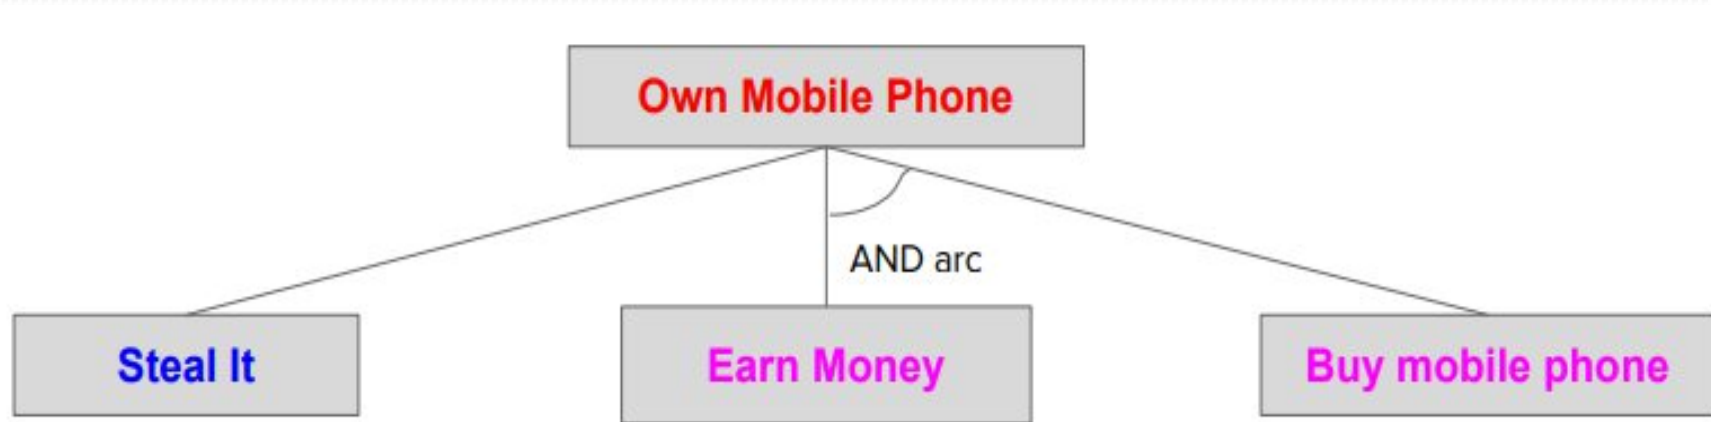 Own Mobile Phone
AND arc
Steal It
Earn Money
Buy mobile phone